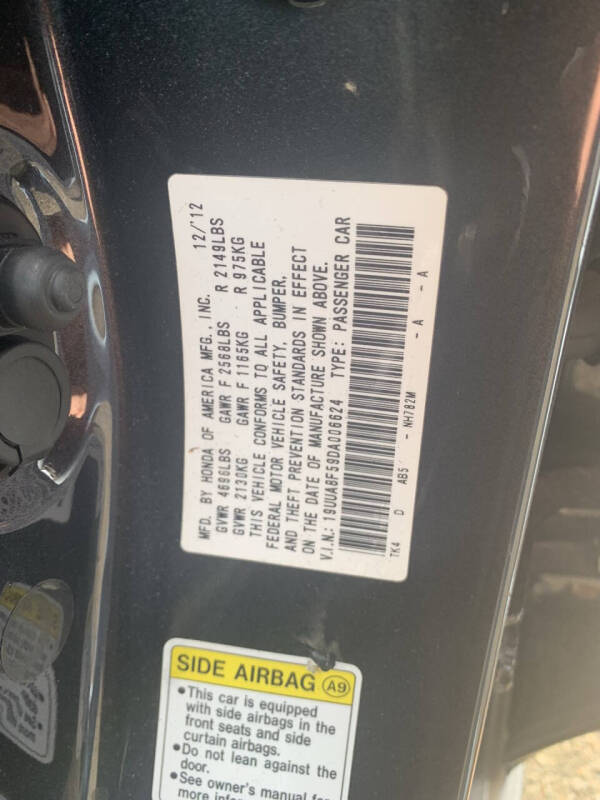 MFD. BY HONDA OF AMERICA MFG., INC. 12/'12
GVWR 4696LBS GAWR F 2568LBS R 2149LBS
GVWR 2130KG GAWR F 1165KG R 975KG
THIS VEHICLE CONFORMS TO ALL APPLICABLE
FEDERAL MOTOR VEHICLE SAFETY, BUMPER,
AND THEFT PREVENTION STANDARDS IN EFFECT
ON THE DATE OF MANUFACTURE SHOWN ABOVE.
V.I.N.: 19UUA8F59DA006624 TYPE: PASSENGER CAR
TK4 D AB5 - NH782M - A - A
SIDE AIRBAG A9
•This car is equipped
with side airbags in the
front seats and side
curtain airbags.
•Do not lean against the
door.
•See owner's manual for
more